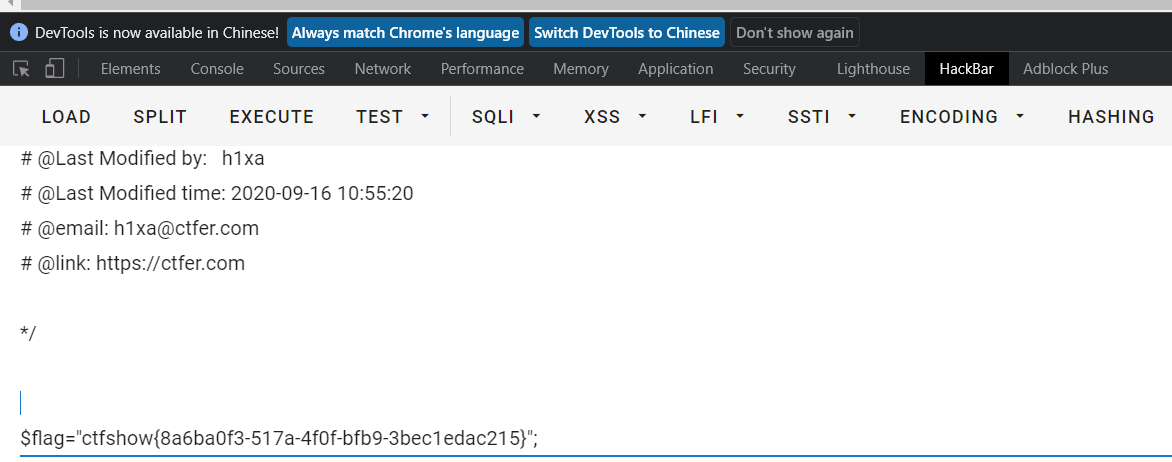 DevTools is now available in Chinese! Always match Chrome's language Switch DevTools to Chinese Don't show again
Elements Console Sources Network Performance Memory Application Security Lighthouse HackBar Adblock Plus
LOAD SPLIT EXECUTE TEST SQLI XSS LFI SSTI ENCODING HASHING
# @Last Modified by: h1xa
# @Last Modified time: 2020-09-16 10:55:20
# @email: h1xa@ctfer.com
# @link: https://ctfer.com
*/
$flag="ctfshow{8a6ba0f3-517a-4f0f-bfb9-3bec1edac215}";